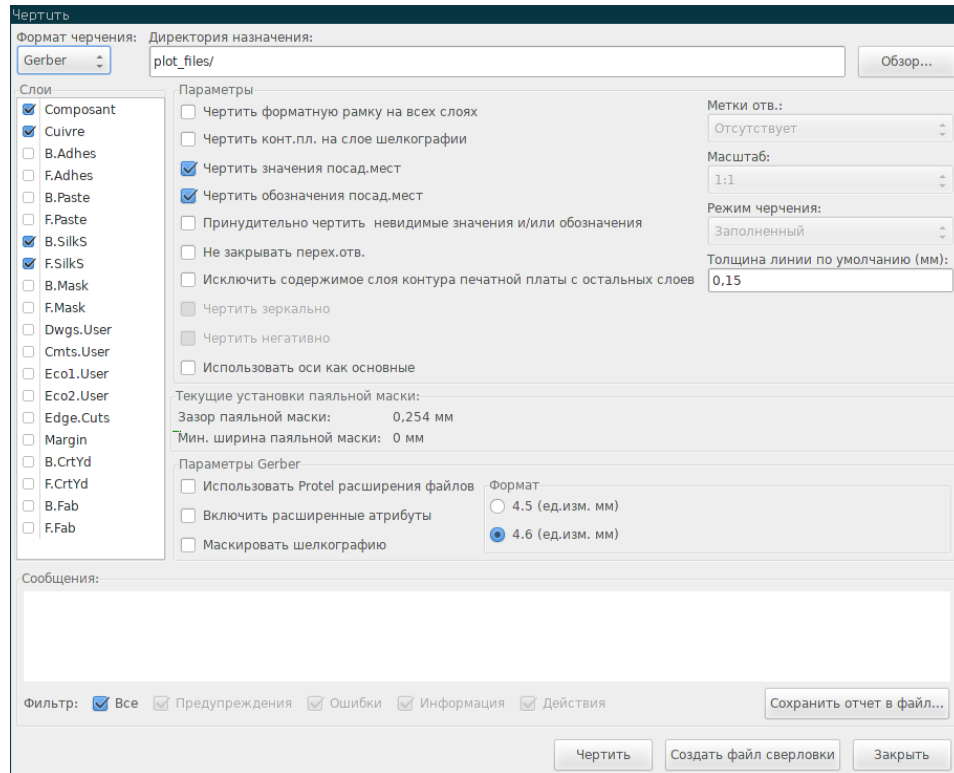 Чертить
Формат черчения:
Директория назначения:
Gerber
plot_files/
Обзор...
Слои
Composant
Cuivre
B.Adhes
F.Adhes
B.Paste
F.Paste
B.SilkS
F.SilkS
B.Mask
F.Mask
Dwgs.User
Cmts.User
Eco1.User
Eco2.User
Edge.Cuts
Margin
B.CrtYd
F.CrtYd
B.Fab
F.Fab
Параметры
Чертить форматную рамку на всех слоях
Чертить конт.пл. на слое шелкографии
Чертить значения посад.мест
Чертить обозначения посад.мест
Принудительно чертить невидимые значения и/или обозначения
Не закрывать перех.отв.
Исключить содержимое слоя контура печатной платы с остальных слоев
Чертить зеркально
Чертить негативно
Использовать оси как основные
Метки отв.:
Отсутствует
Масштаб:
1:1
Режим черчения:
Заполненный
Толщина линии по умолчанию (мм):
0,15
Текущие установки паяльной маски:
Зазор паяльной маски: 0,254 мм
Мин. ширина паяльной маски: 0 мм
Параметры Gerber
Использовать Protel расширения файлов
Включить расширенные атрибуты
Маскировать шелкографию
Формат
4.5 (ед.изм. мм)
4.6 (ед.изм. мм)
Сообщения:
Фильтр: Все Предупреждения Ошибки Информация Действия
Сохранить отчет в файл...
Чертить
Создать файл сверловки
Закрыть